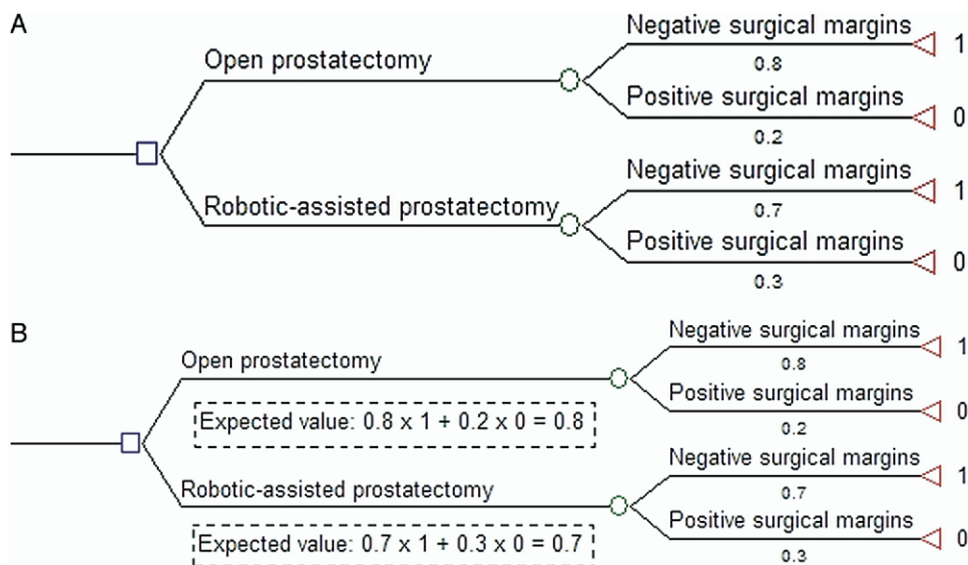 A
Negative surgical margins 1
Open prostatectomy
0.8
Positive surgical margins 0
0.2
Negative surgical margins 1
Robotic-assisted prostatectomy
0.7
Positive surgical margins 0
0.3
B
Negative surgical margins 1
Open prostatectomy
0.8
Positive surgical margins 0
Expected value: 0.8 x 1 + 0.2 x 0 = 0.8
0.2
Negative surgical margins 1
Robotic-assisted prostatectomy
0.7
Positive surgical margins 0
Expected value: 0.7 x 1 + 0.3 x 0 = 0.7
0.3